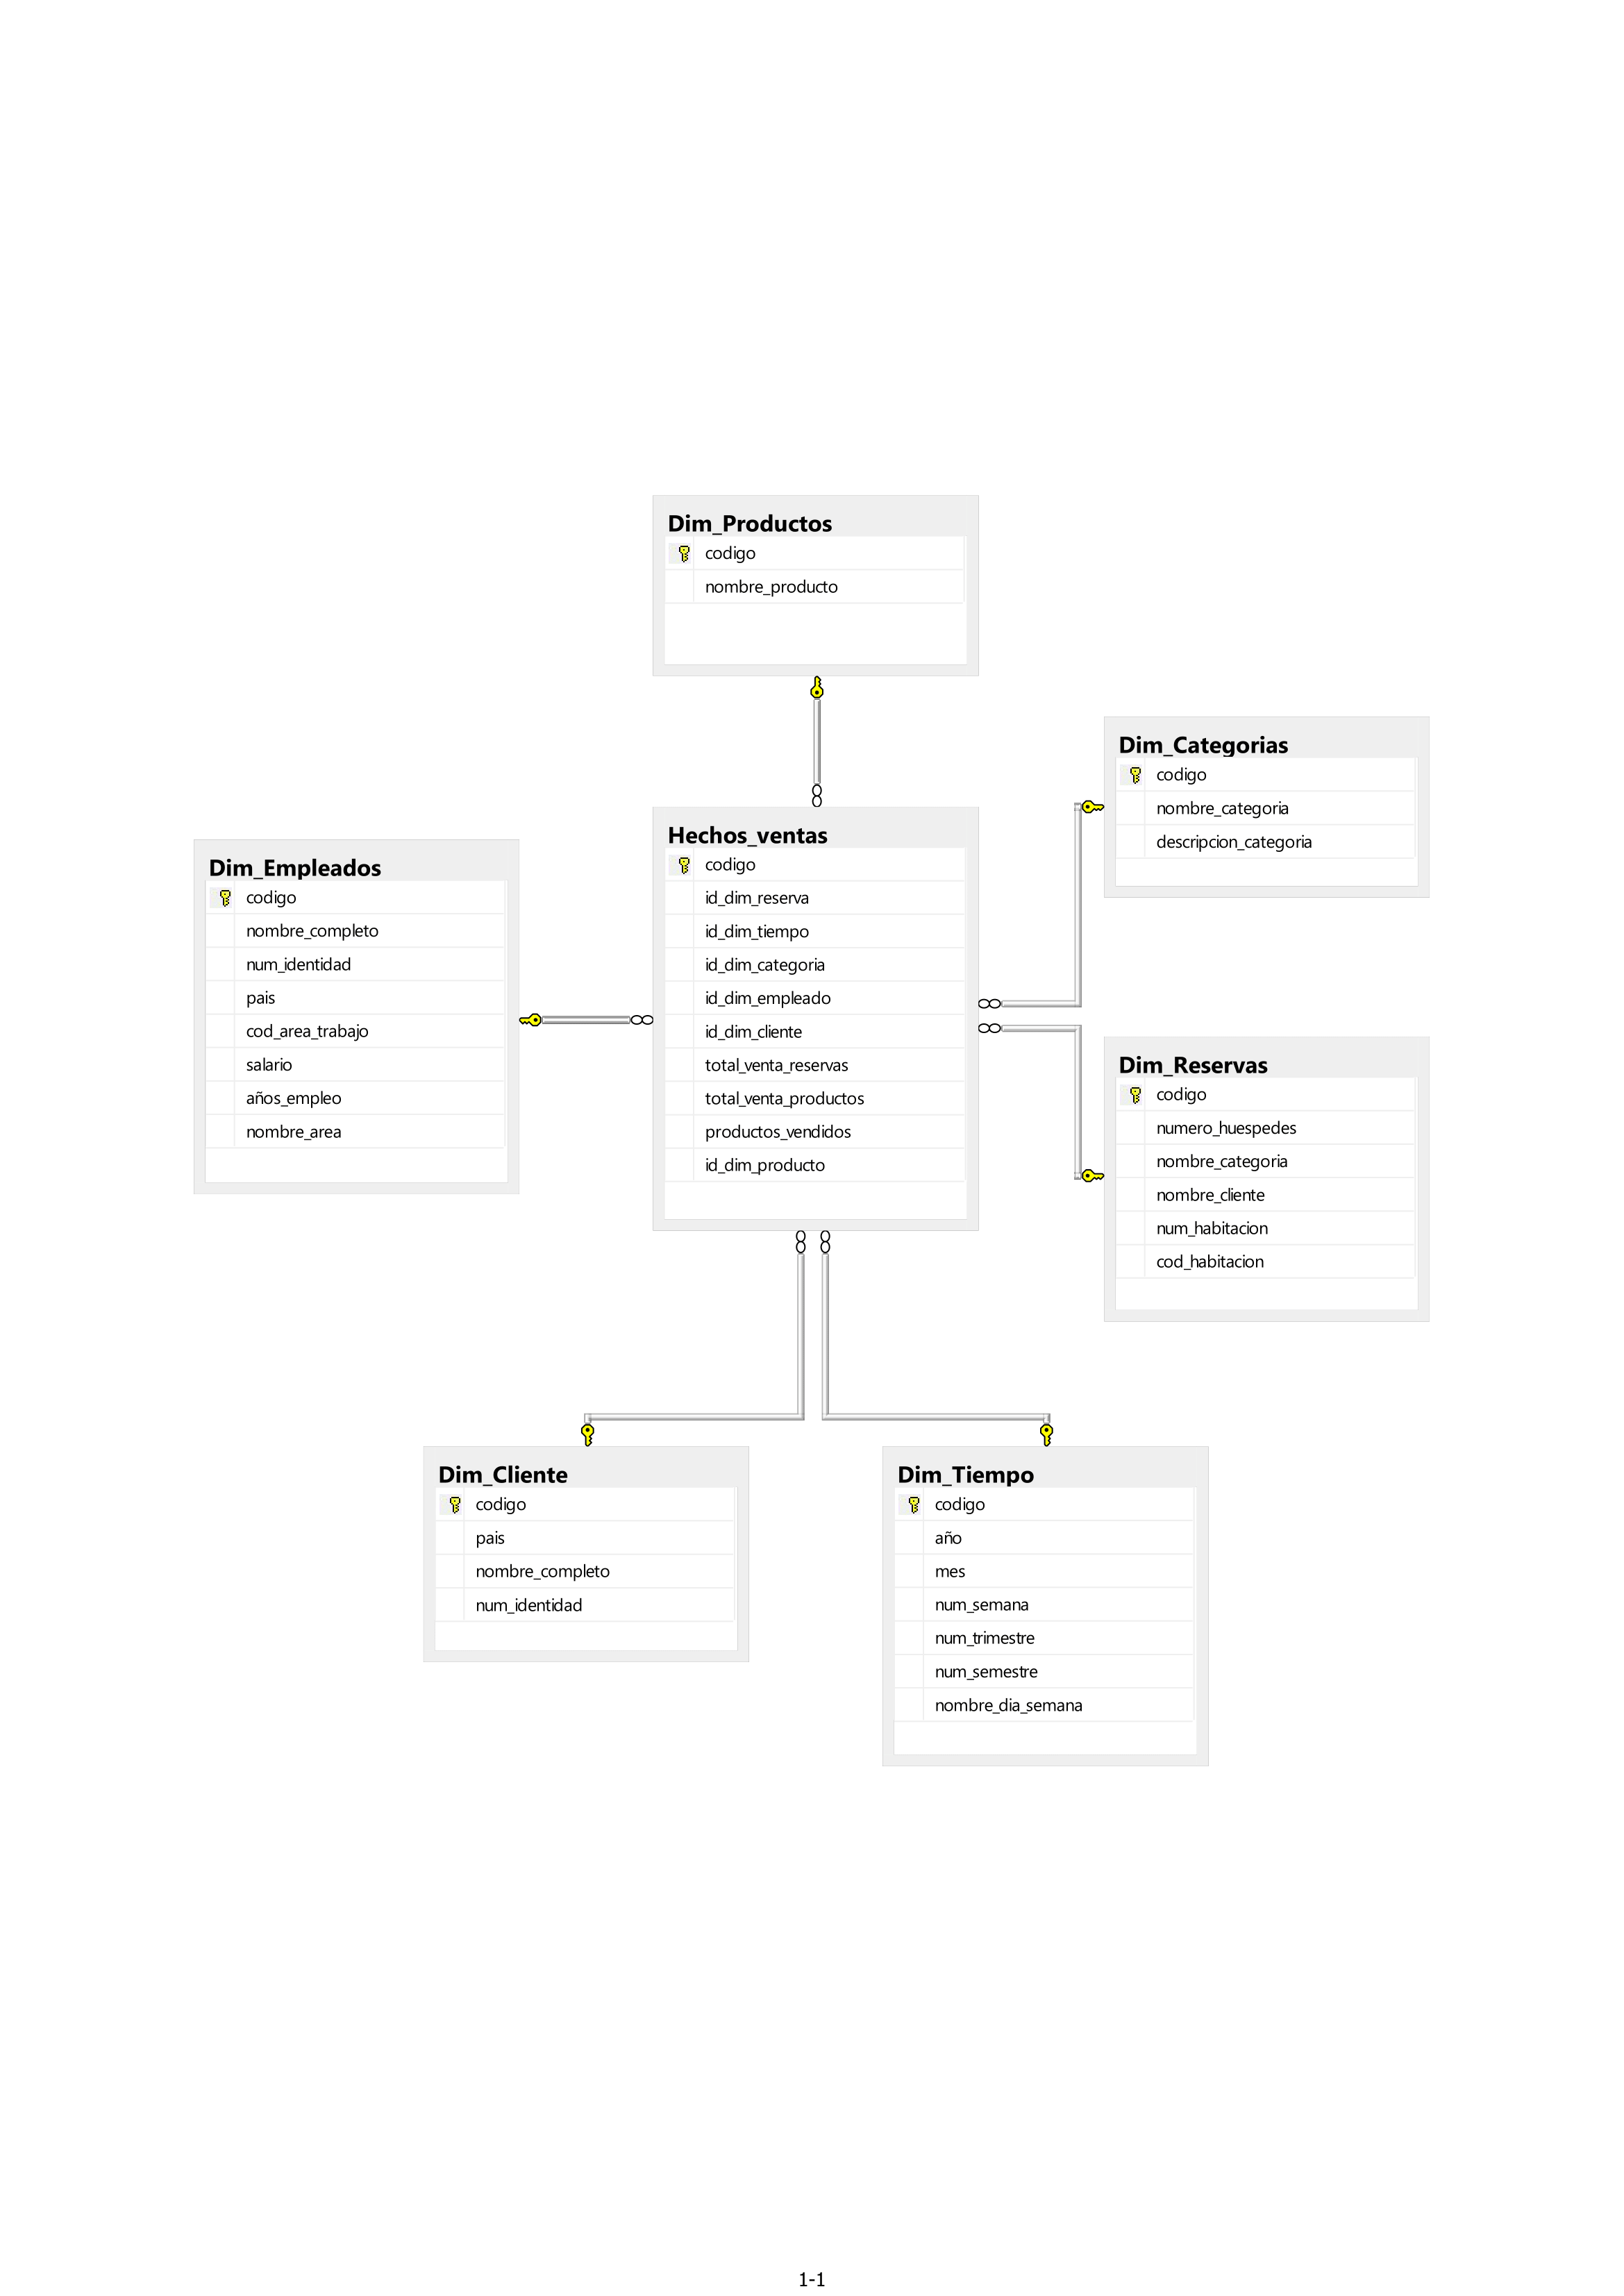 Dim_Productos
codigo
nombre_producto
Dim_Categorias
codigo
nombre_categoria
descripcion_categoria
Hechos_ventas
codigo
id_dim_reserva
id_dim_tiempo
id_dim_categoria
id_dim_empleado
id_dim_cliente
total_venta_reservas
total_venta_productos
productos_vendidos
id_dim_producto
Dim_Empleados
codigo
nombre_completo
num_identidad
pais
cod_area_trabajo
salario
años_empleo
nombre_area
Dim_Reservas
codigo
numero_huespedes
nombre_categoria
nombre_cliente
num_habitacion
cod_habitacion
Dim_Cliente
codigo
pais
nombre_completo
num_identidad
Dim_Tiempo
codigo
año
mes
num_semana
num_trimestre
num_semestre
nombre_dia_semana
1-1